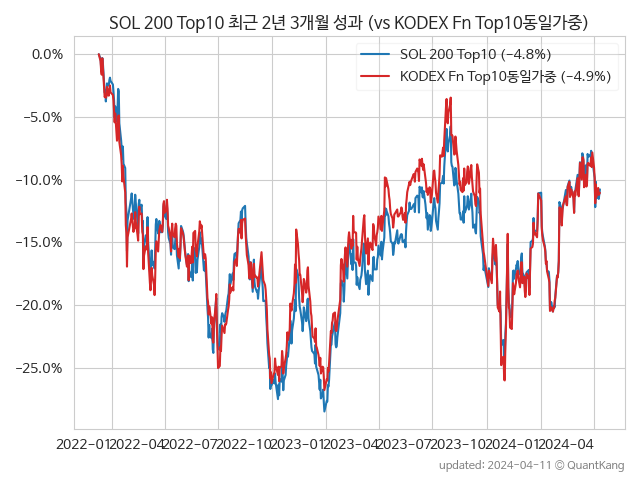 SOL 200 Top10 최근 2년 3개월 성과 (vs KODEX Fn Top10동일가중)
SOL 200 Top10 (−4.8%)
KODEX Fn Top10동일가중 (−4.9%)
0.0%
−5.0%
−10.0%
−15.0%
−20.0%
−25.0%
2022-01 2022-04 2022-07 2022-10 2023-01 2023-04 2023-07 2023-10 2024-01 2024-04
updated: 2024-04-11 © QuantKang